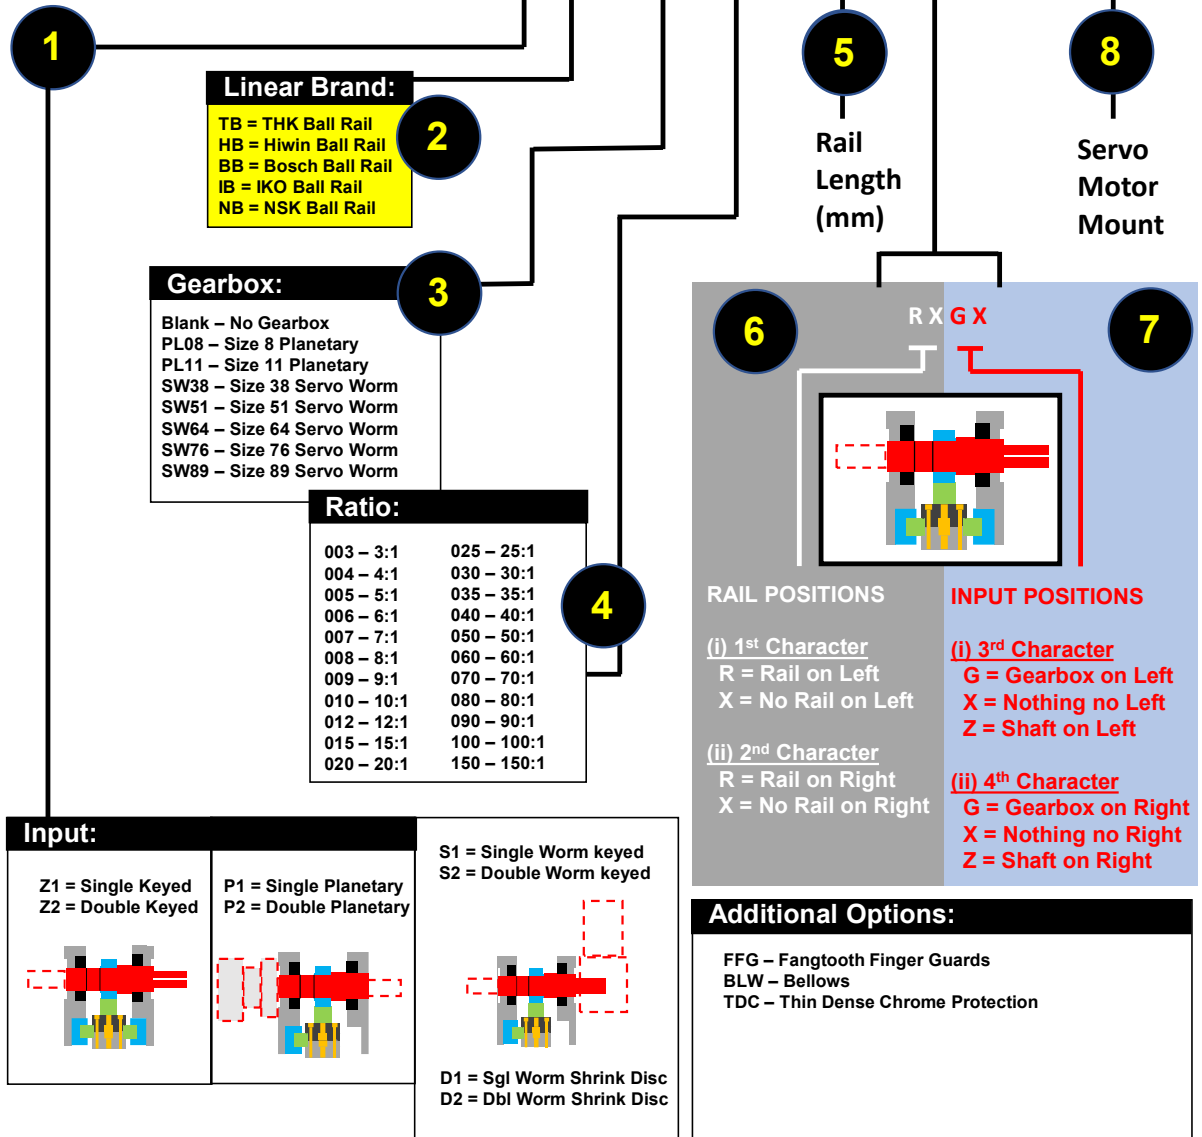 1
5
8
Linear Brand:
TB = THK Ball Rail
HB = Hiwin Ball Rail
BB = Bosch Ball Rail
IB = IKO Ball Rail
NB = NSK Ball Rail
2
Rail
Length
(mm)
Servo
Motor
Mount
Gearbox:
3
Blank – No Gearbox
PL08 – Size 8 Planetary
PL11 – Size 11 Planetary
SW38 – Size 38 Servo Worm
SW51 – Size 51 Servo Worm
SW64 – Size 64 Servo Worm
SW76 – Size 76 Servo Worm
SW89 – Size 89 Servo Worm
6
R X G X
7
Ratio:
003 – 3:1
004 – 4:1
005 – 5:1
006 – 6:1
007 – 7:1
008 – 8:1
009 – 9:1
010 – 10:1
012 – 12:1
015 – 15:1
020 – 20:1
025 – 25:1
030 – 30:1
035 – 35:1
040 – 40:1
050 – 50:1
060 – 60:1
070 – 70:1
080 – 80:1
090 – 90:1
100 – 100:1
150 – 150:1
4
RAIL POSITIONS
(i) 1st Character
R = Rail on Left
X = No Rail on Left
(ii) 2nd Character
R = Rail on Right
X = No Rail on Right
INPUT POSITIONS
(i) 3rd Character
G = Gearbox on Left
X = Nothing no Left
Z = Shaft on Left
(ii) 4th Character
G = Gearbox on Right
X = Nothing no Right
Z = Shaft on Right
Input:
Z1 = Single Keyed
Z2 = Double Keyed
P1 = Single Planetary
P2 = Double Planetary
S1 = Single Worm keyed
S2 = Double Worm keyed
D1 = Sgl Worm Shrink Disc
D2 = Dbl Worm Shrink Disc
Additional Options:
FFG – Fangtooth Finger Guards
BLW – Bellows
TDC – Thin Dense Chrome Protection